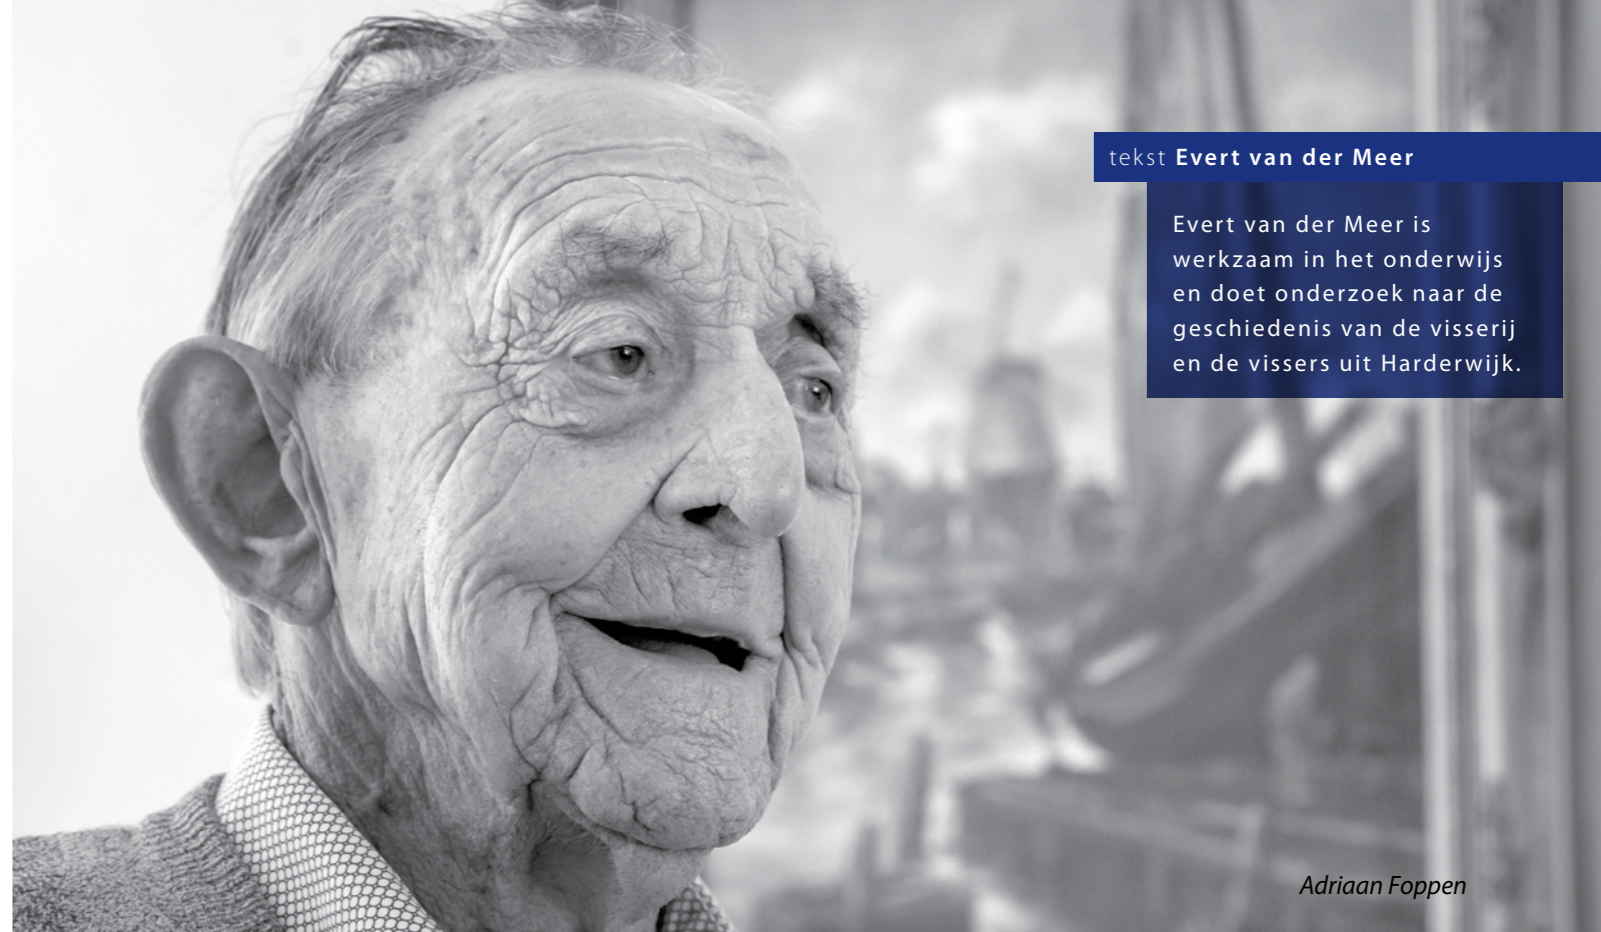 tekst Evert van der Meer
Evert van der Meer is
werkzaam in het onderwijs
en doet onderzoek naar de
geschiedenis van de visserij
en de vissers uit Harderwijk.
Adriaan Foppen